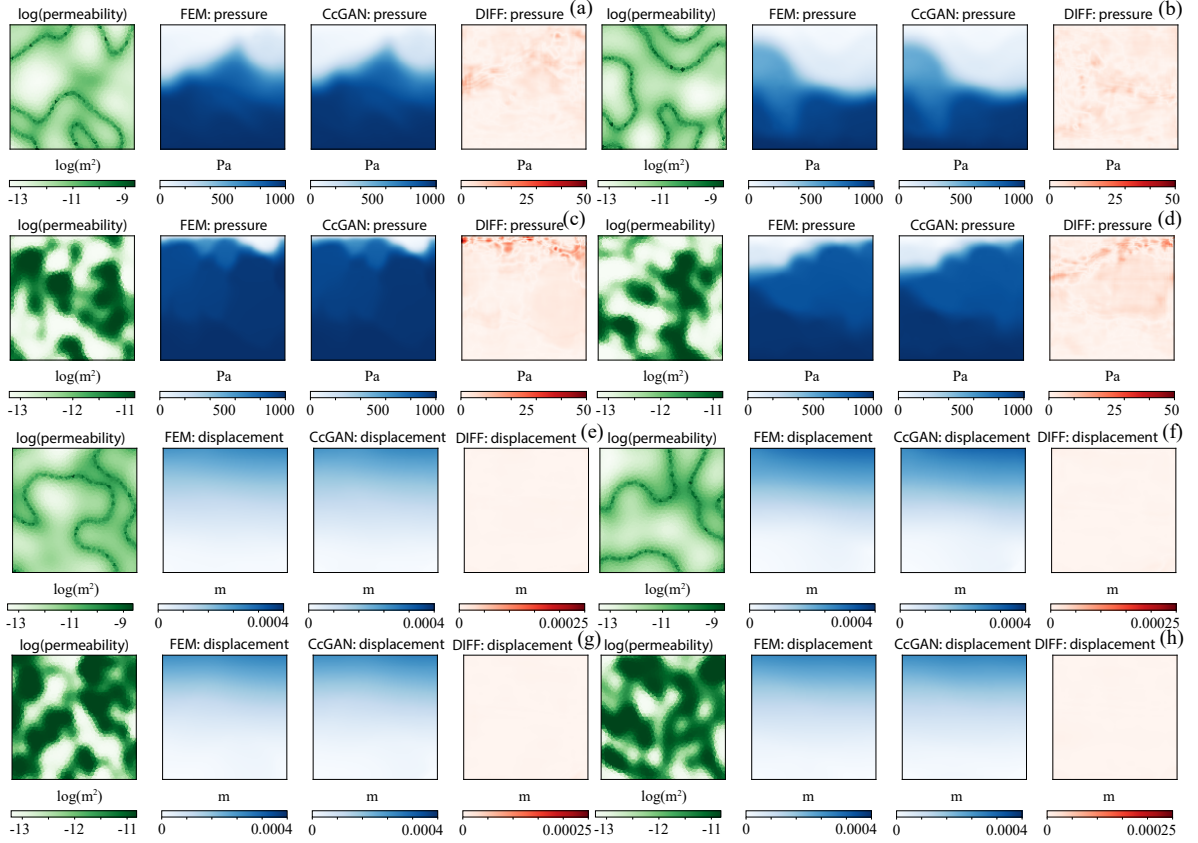 log(permeability) FEM: pressure CcGAN: pressure DIFF: pressure (a) log(permeability) FEM: pressure CcGAN: pressure DIFF: pressure (b)
log(m²) Pa Pa log(m²) Pa Pa
-13 -11 -9 0 500 1000 0 500 1000 0 25 50 -13 -11 -9 0 500 1000 0 500 1000 0 25 50
log(permeability) FEM: pressure CcGAN: pressure DIFF: pressure (c) log(permeability) FEM: pressure CcGAN: pressure DIFF: pressure (d)
log(m²) Pa Pa log(m²) Pa Pa
-13 -12 -11 0 500 1000 0 500 1000 0 25 50 -13 -12 -11 0 500 1000 0 500 1000 0 25 50
log(permeability) FEM: displacement CcGAN: displacement DIFF: displacement (e) log(permeability) FEM: displacement CcGAN: displacement DIFF: displacement (f)
log(m²) m m log(m²) m m
-13 -11 -9 0 0.0004 0 0.0004 0 0.00025 -13 -11 -9 0 0.0004 0 0.0004 0 0.00025
log(permeability) FEM: displacement CcGAN: displacement DIFF: displacement (g) log(permeability) FEM: displacement CcGAN: displacement DIFF: displacement (h)
log(m²) m m log(m²) m m
-13 -12 -11 0 0.0004 0 0.0004 0 0.00025 -13 -12 -11 0 0.0004 0 0.0004 0 0.00025